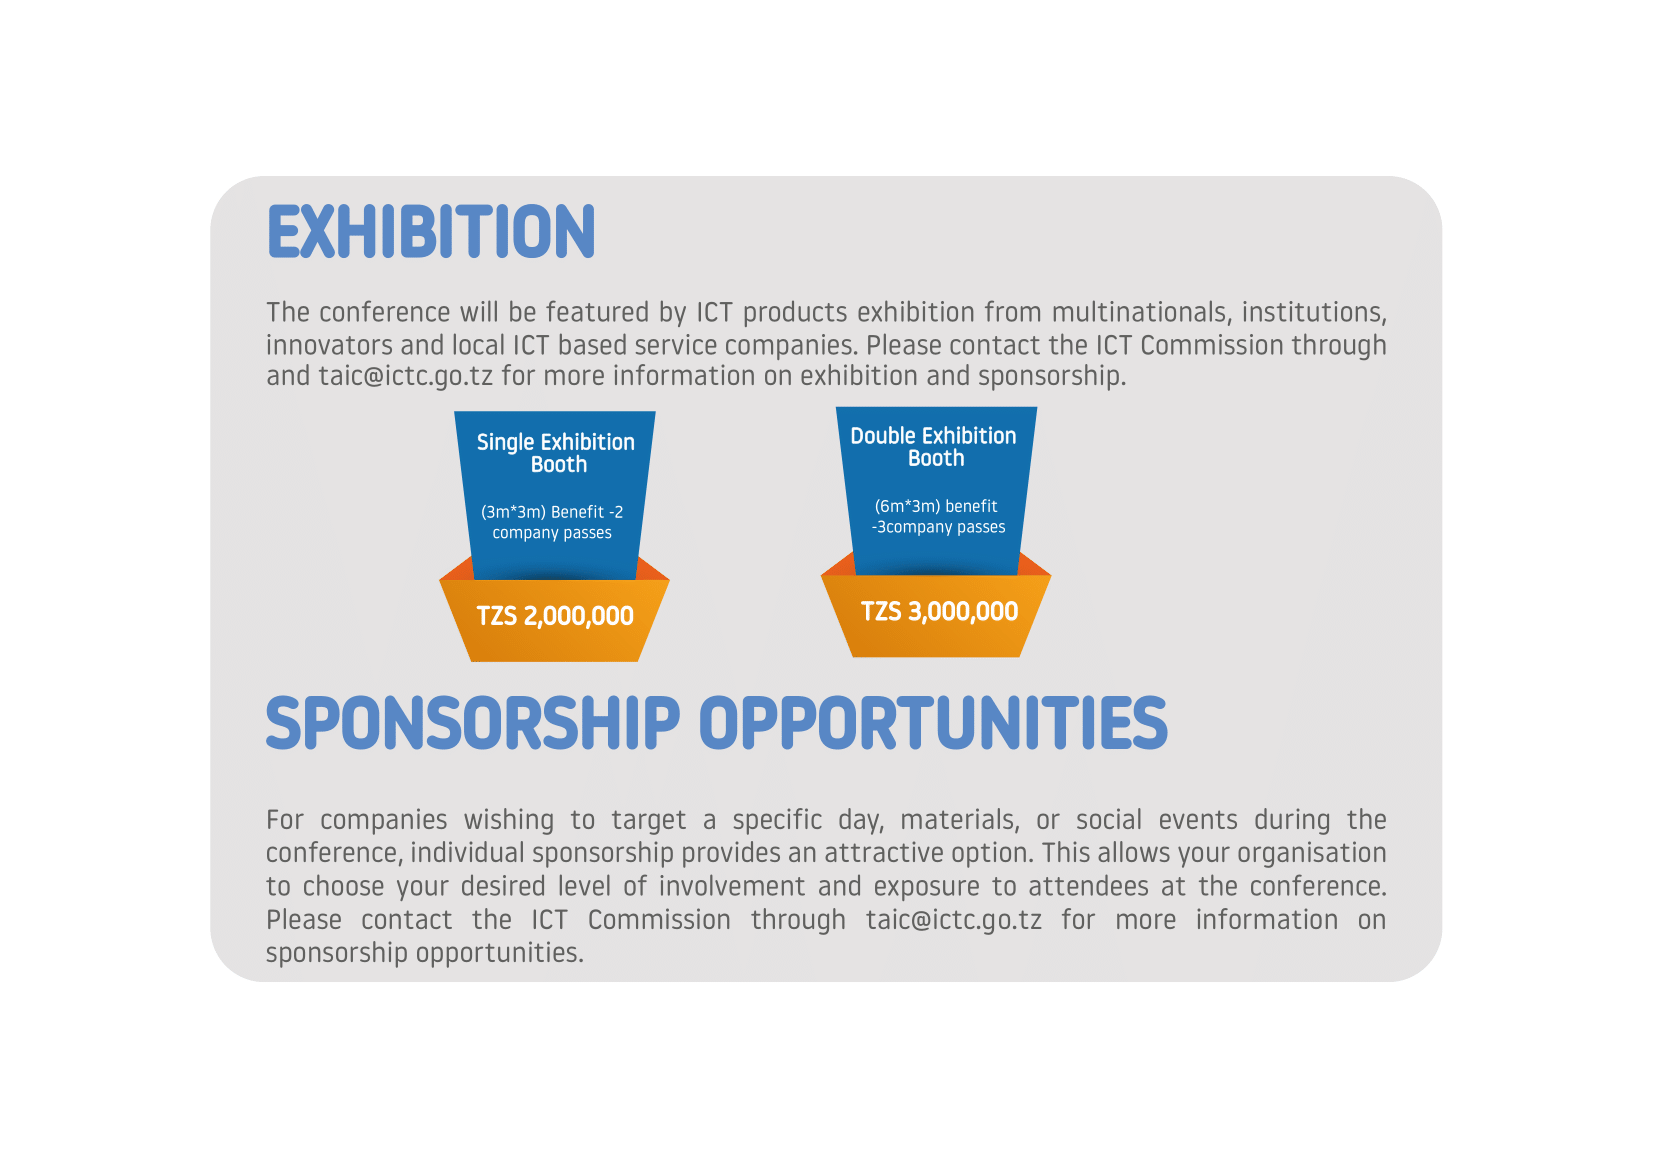 EXHIBITION
The conference will be featured by ICT products exhibition from multinationals, institutions,
innovators and local ICT based service companies. Please contact the ICT Commission through
and taic@ictc.go.tz for more information on exhibition and sponsorship.
Single Exhibition
Booth
(3m*3m) Benefit -2
company passes
TZS 2,000,000
Double Exhibition
Booth
(6m*3m) benefit
-3company passes
TZS 3,000,000
SPONSORSHIP OPPORTUNITIES
For companies wishing to target a specific day, materials, or social events during the
conference, individual sponsorship provides an attractive option. This allows your organisation
to choose your desired level of involvement and exposure to attendees at the conference.
Please contact the ICT Commission through taic@ictc.go.tz for more information on
sponsorship opportunities.